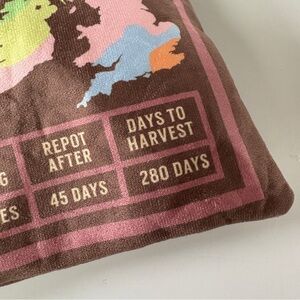 REPOT
AFTER
DAYS TO
HARVEST
45 DAYS
280 DAYS